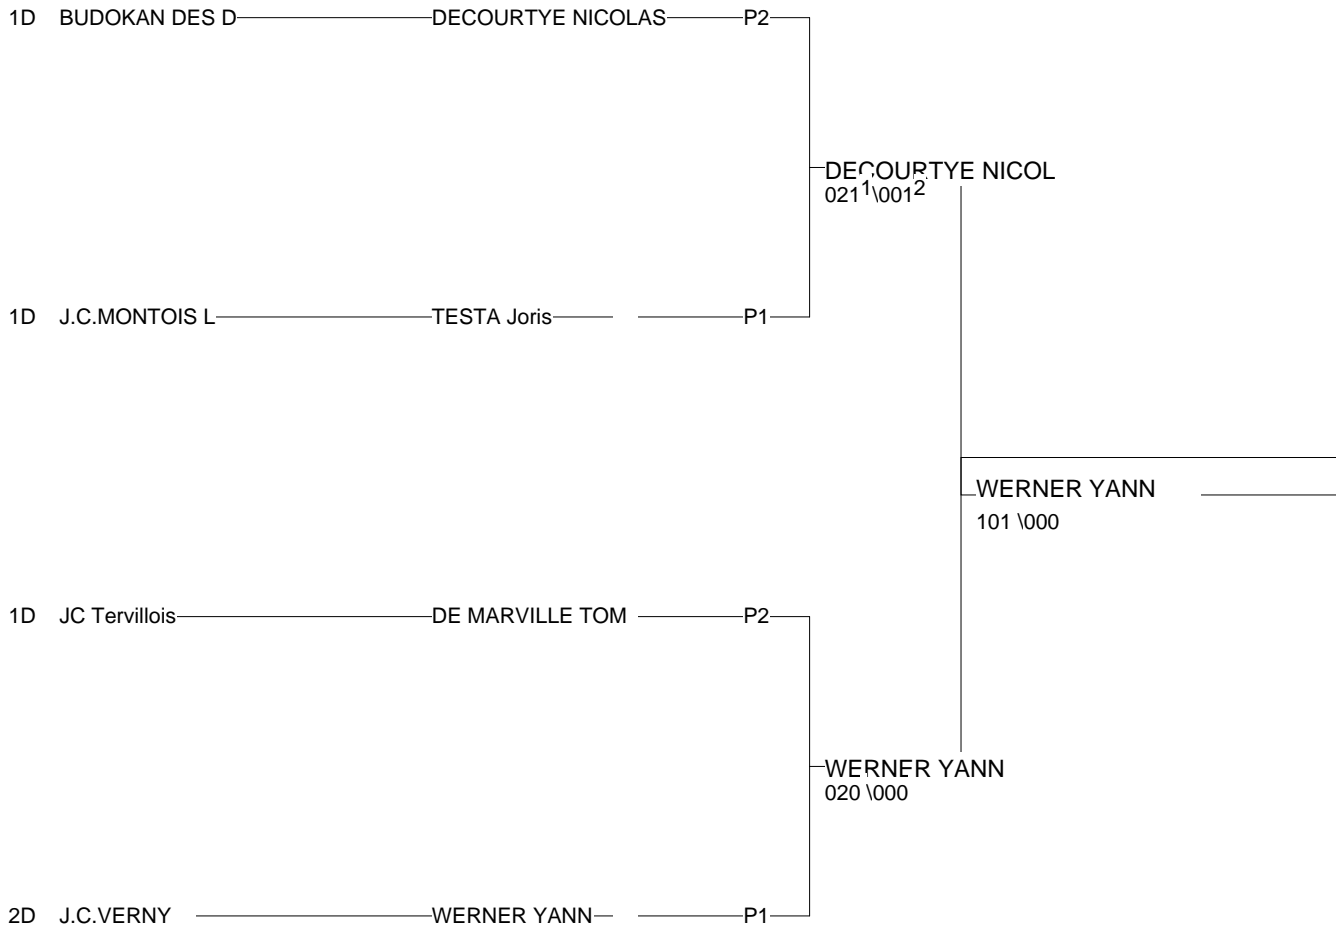 1D BUDOKAN DES D DECOURTYE NICOLAS P2
DECOURTYE NICOL
021 1 \001 2
1D J.C.MONTOIS L TESTA Joris P1
WERNER YANN
101 \000
1D JC Tervillois DE MARVILLE TOM P2
WERNER YANN
020 \000
2D J.C.VERNY WERNER YANN P1